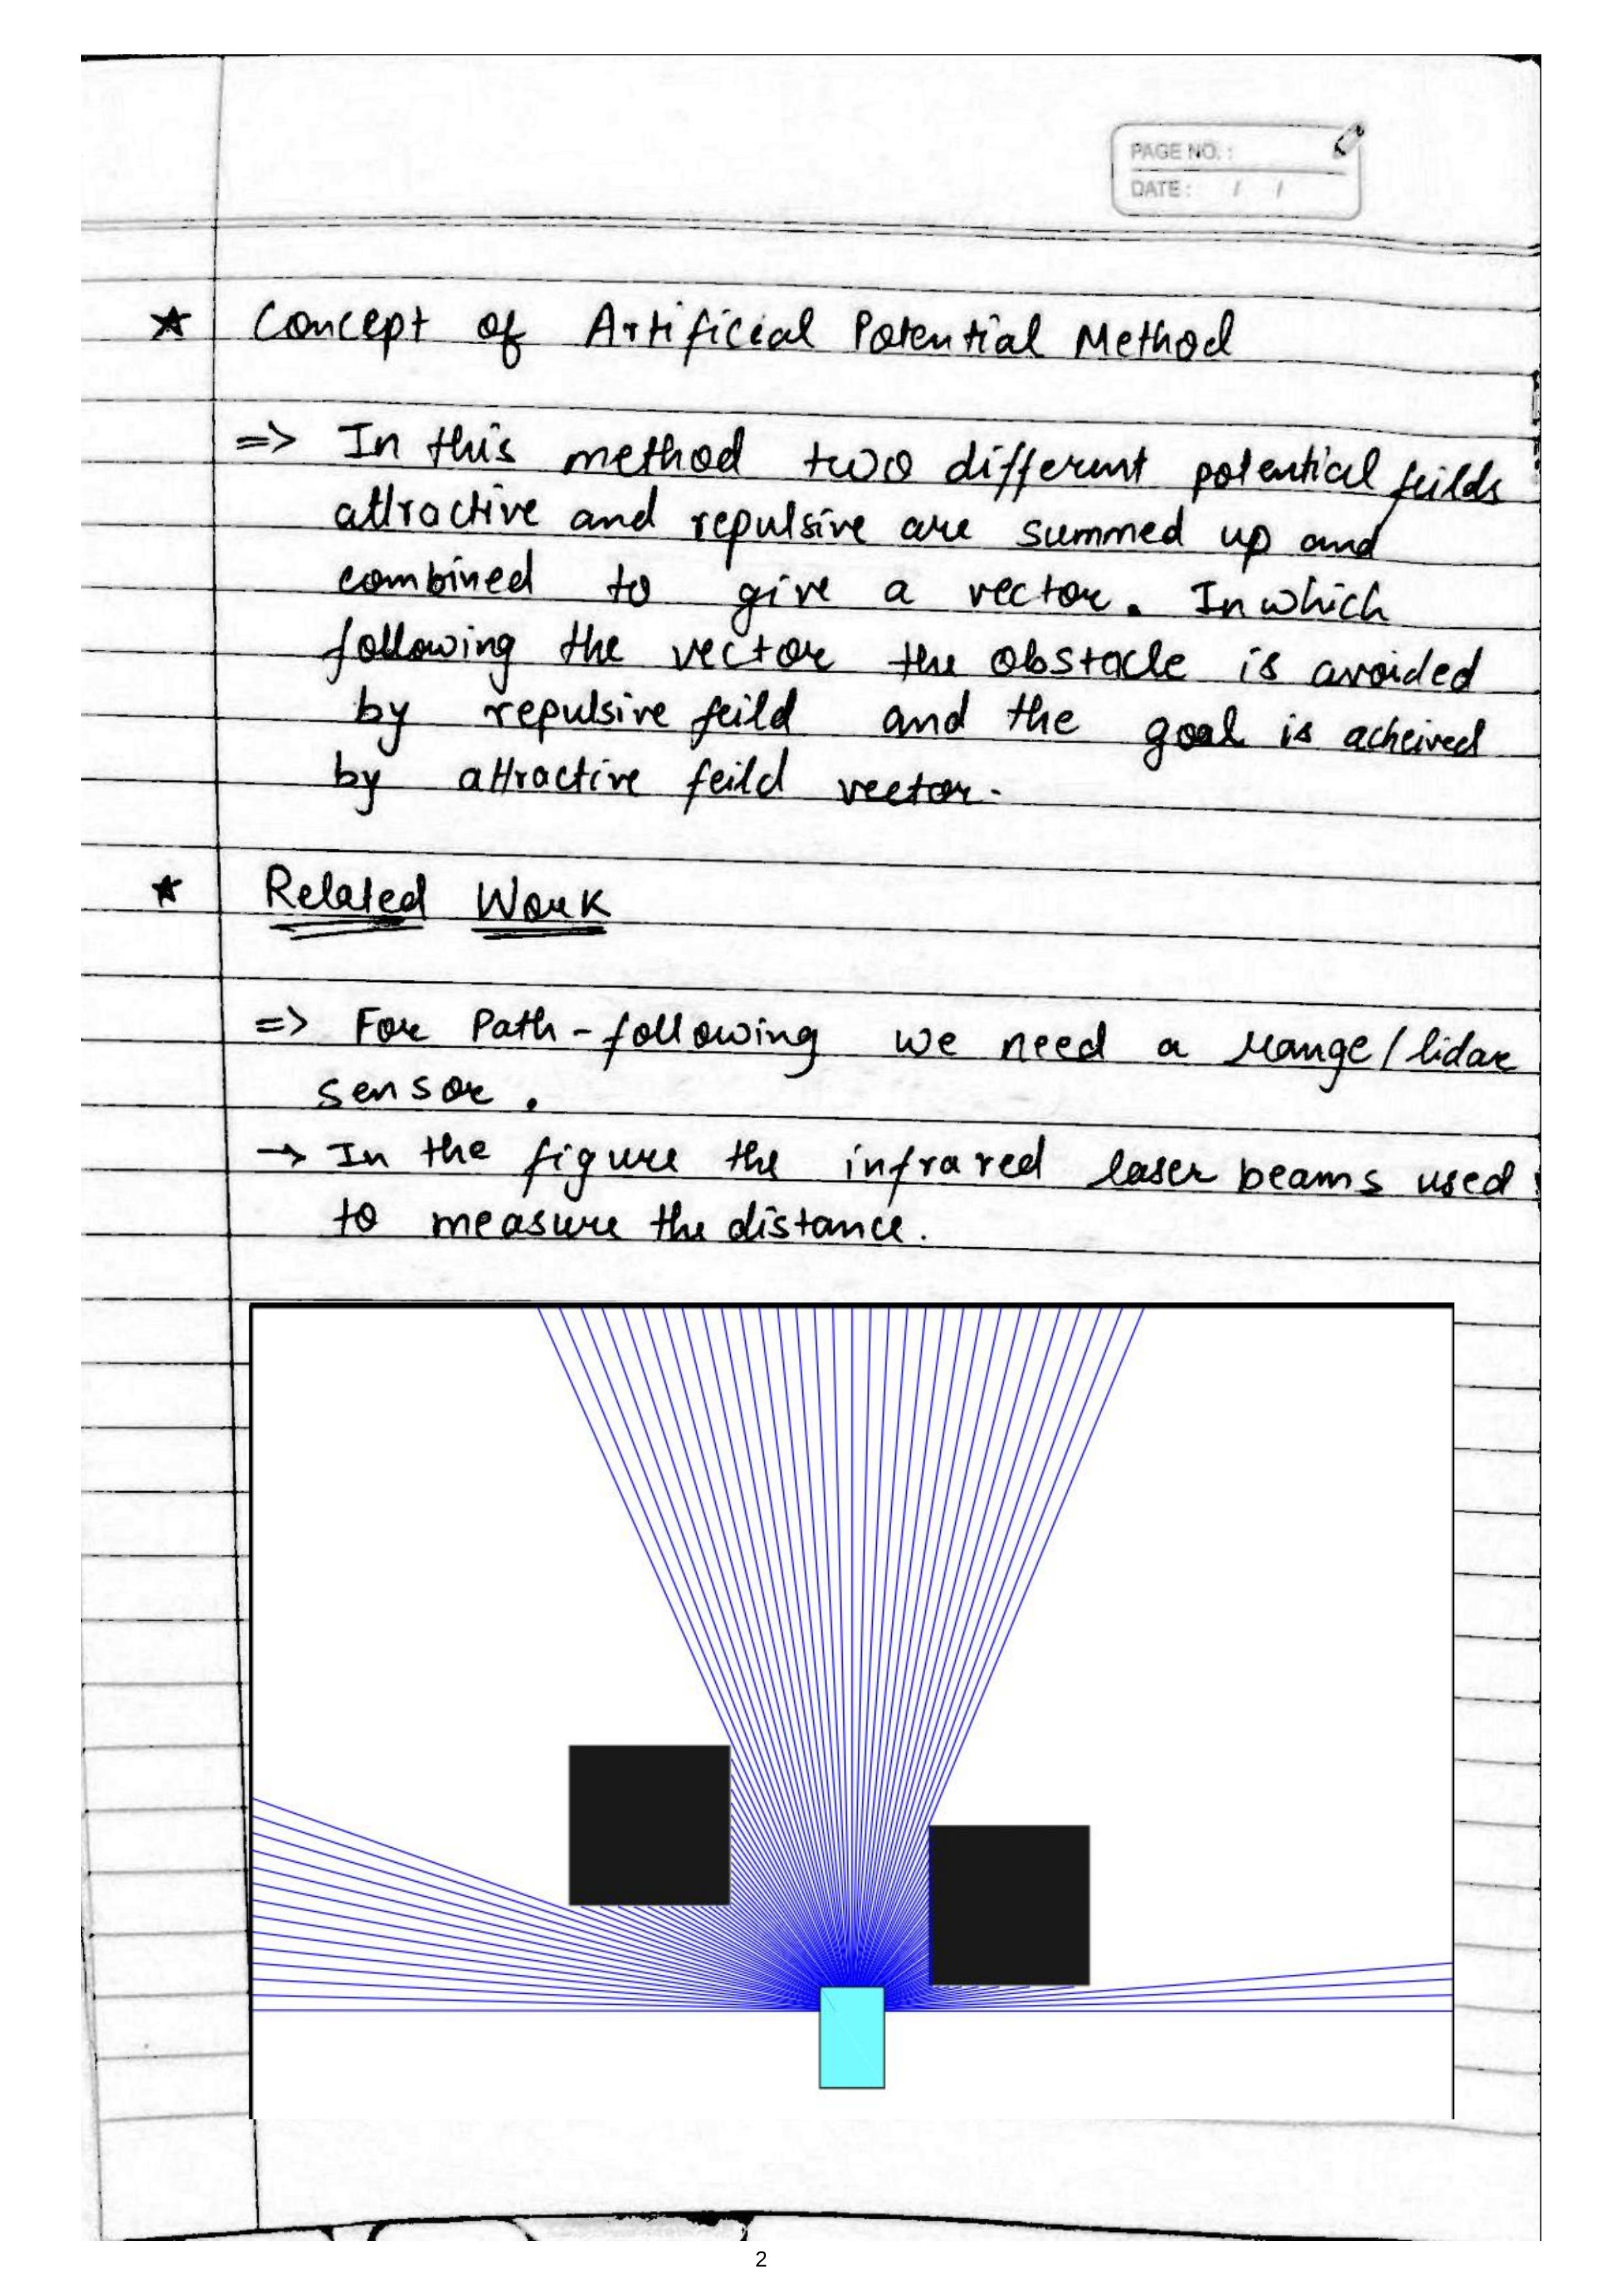 PAGE NO. :
DATE : / /
★ Concept of Artificial Potential Method
=> In this method two different potential feilds
attractive and repulsive are summed up and
combined to give a vector. In which
following the vector the obstacle is avoided
by repulsive feild and the goal is acheived
by attractive feild vector.
★ Related Work
=> For Path-following we need a range/lidar
sensor.
→ In the figure the infrared laser beams used
to measure the distance.
2